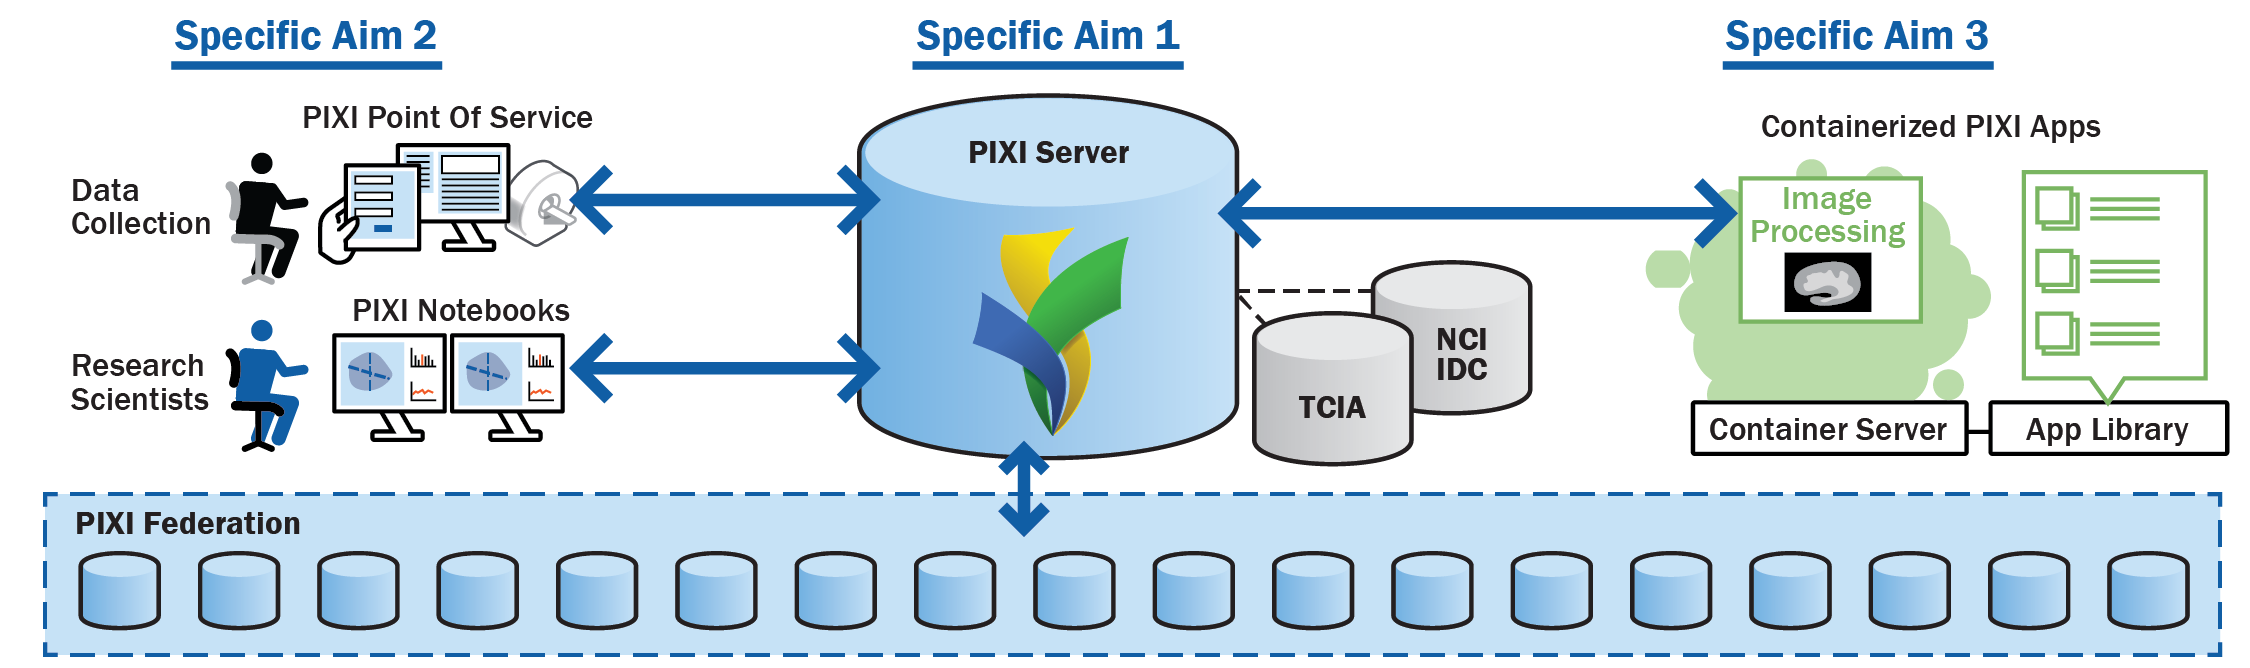 Specific Aim 2
Specific Aim 1
Specific Aim 3
PIXI Point Of Service
Data
Collection
PIXI Notebooks
Research
Scientists
PIXI Server
NCI
IDC
TCIA
Containerized PIXI Apps
Image
Processing
Container Server
App Library
PIXI Federation